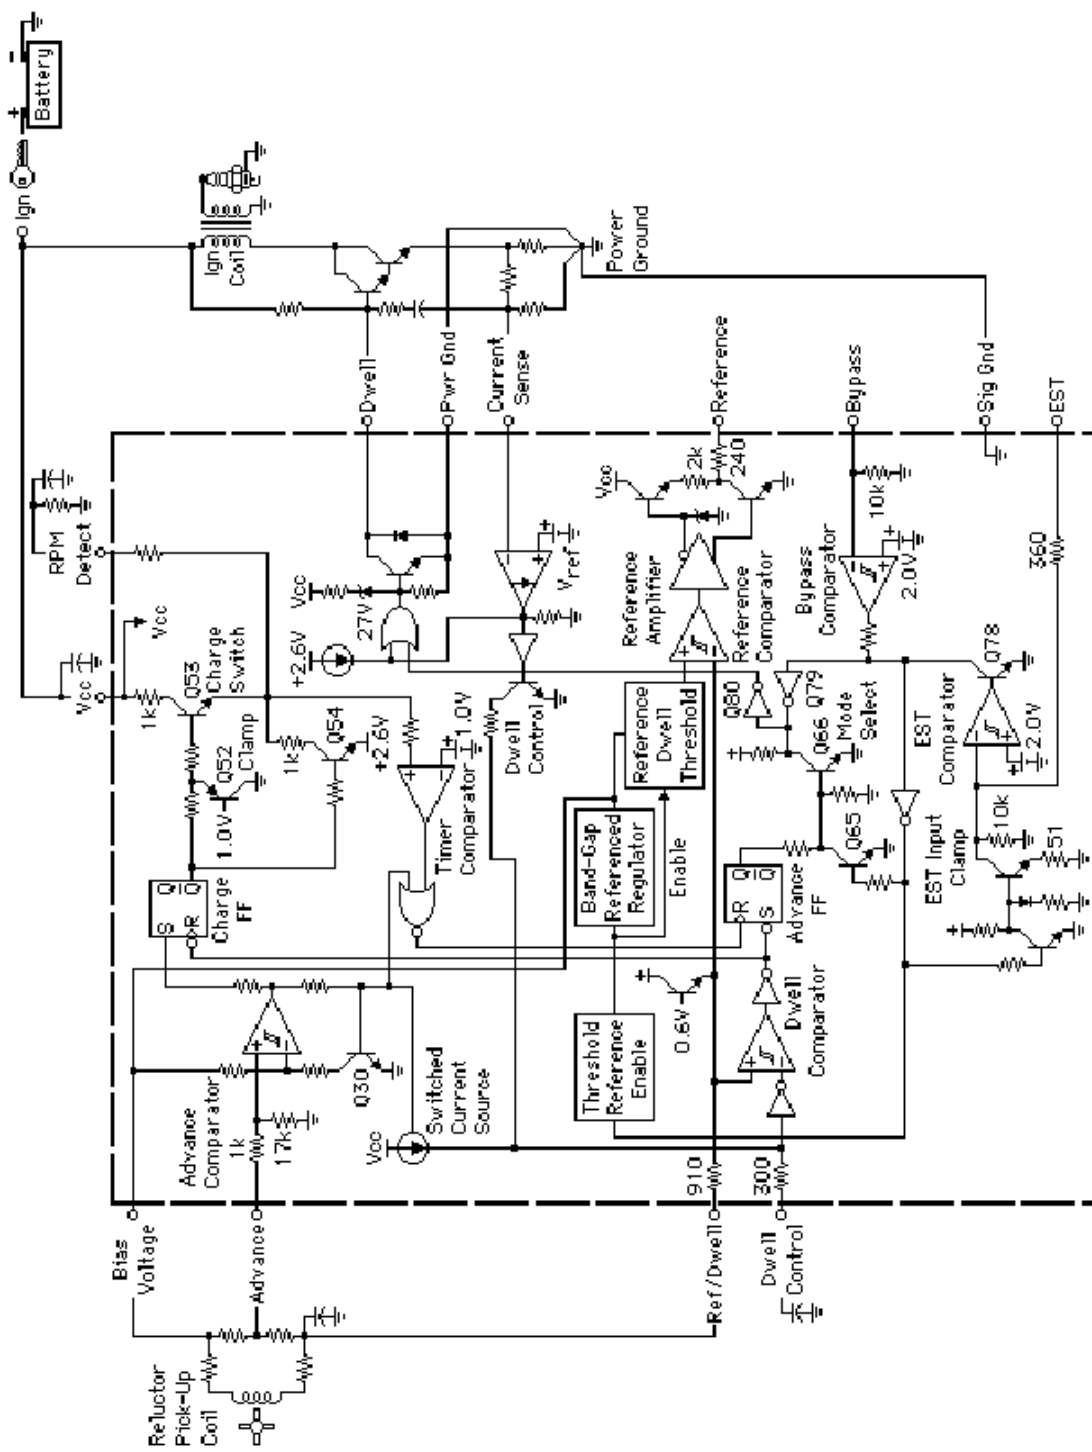 Reluctor
Pick-Up
Coil
Bias
Voltage
Advance
Ref/Dwell
Dwell
Control
Advance
Comparator
1k
17k
Q30
Vcc
Switched
Current
Source
910
300
Threshold
Reference
Enable
0.6V
Dwell
Comparator
S
R
Q
Q
Charge
FF
1.0V
Q52
Clamp
1k
Q53
Charge
Switch
1k
Q54
+2.6V
Timer
Comparator
1.0V
Band-Gap
Referenced
Regulator
Enable
Reference
Dwell
Threshold
R
S
Q
Q
Advance
FF
Q65
Q66
Mode
Select
Q80
Q79
EST Input
Clamp
10k
51
EST
Comparator
2.0V
Q78
Vcc
Vcc
RPM
Detect
+2.6V
27V
Vcc
Dwell
Control
Vref
Reference
Amplifier
Reference
Comparator
Vcc
2k
240
Bypass
Comparator
2.0V
10k
360
Dwell
Pwr Gnd
Current
Sense
Reference
Bypass
Sig Gnd
EST
Ign
Coil
Power
Ground
Ign
+
-
Battery